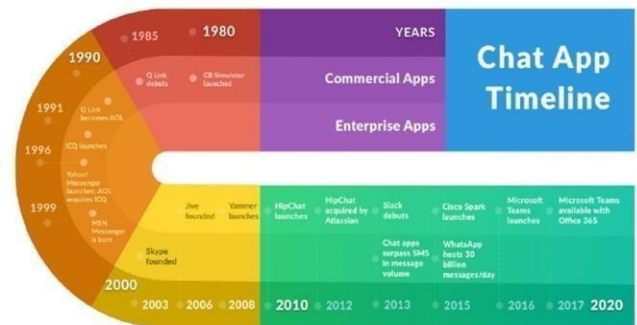 1980
1985
YEARS
Chat App
Timeline
1990
Q Link
debuts
CB Simulator
launched
Commercial Apps
1991
Q Link
becomes AOL
Enterprise Apps
1996
ICQ launches
Yahoo!
Messenger
launches; AOL
acquires ICQ
1999
MSN
Messenger
is born
Jive
founded
Yammer
launches
HipChat
launches
HipChat
acquired by
Atlassian
Slack
debuts
Cisco Spark
launches
Microsoft
Teams
launches
Microsoft Teams
available with
Office 365
Skype
founded
Chat apps
surpass SMS
in message
volume
WhatsApp
hosts 30
billion
messages/day
2000
2003
2006
2008
2010
2012
2013
2015
2016
2017
2020